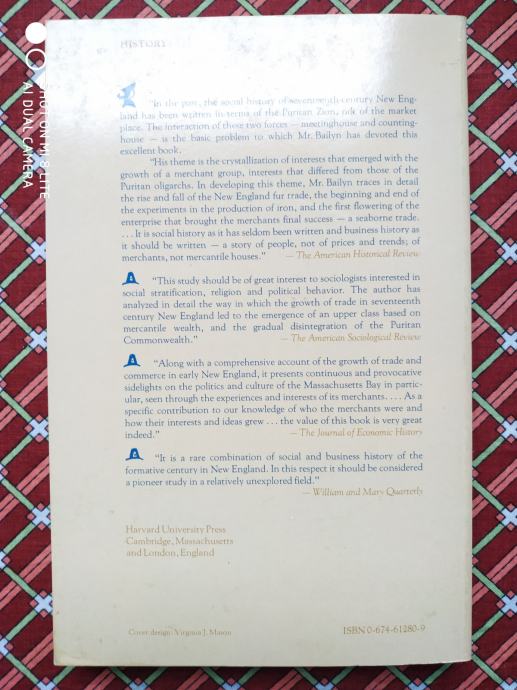 HISTORY
"In the past, the social history of seventeenth-century New Eng-
land has been written in terms of the Puritan Zion, not of the market
place. The interaction of these two forces — meetinghouse and counting-
house — is the basic problem to which Mr. Bailyn has devoted this
excellent book.
"His theme is the crystallization of interests that emerged with the
growth of a merchant group, interests that differed from those of the
Puritan oligarchs. In developing this theme, Mr. Bailyn traces in detail
the rise and fall of the New England fur trade, the beginning and end of
the experiments in the production of iron, and the first flowering of the
enterprise that brought the merchants final success — a seaborne trade.
. . . It is social history as it has seldom been written and business history as
it should be written — a story of people, not of prices and trends; of
merchants, not mercantile houses." — The American Historical Review
"This study should be of great interest to sociologists interested in
social stratification, religion and political behavior. The author has
analyzed in detail the way in which the growth of trade in seventeenth
century New England led to the emergence of an upper class based on
mercantile wealth, and the gradual disintegration of the Puritan
Commonwealth." — The American Sociological Review
"Along with a comprehensive account of the growth of trade and
commerce in early New England, it presents continuous and provocative
sidelights on the politics and culture of the Massachusetts Bay in partic-
ular, seen through the experiences and interests of its merchants. . . . As a
specific contribution to our knowledge of who the merchants were and
how their interests and ideas grew . . . the value of this book is very great
indeed." — The Journal of Economic History
"It is a rare combination of social and business history of the
formative century in New England. In this respect it should be considered
a pioneer study in a relatively unexplored field."
— William and Mary Quarterly
Harvard University Press
Cambridge, Massachusetts
and London, England
Cover design: Virginia J. Mason
ISBN 0-674-61280-9
SHOT ON MI 8 LITE
AI DUAL CAMERA